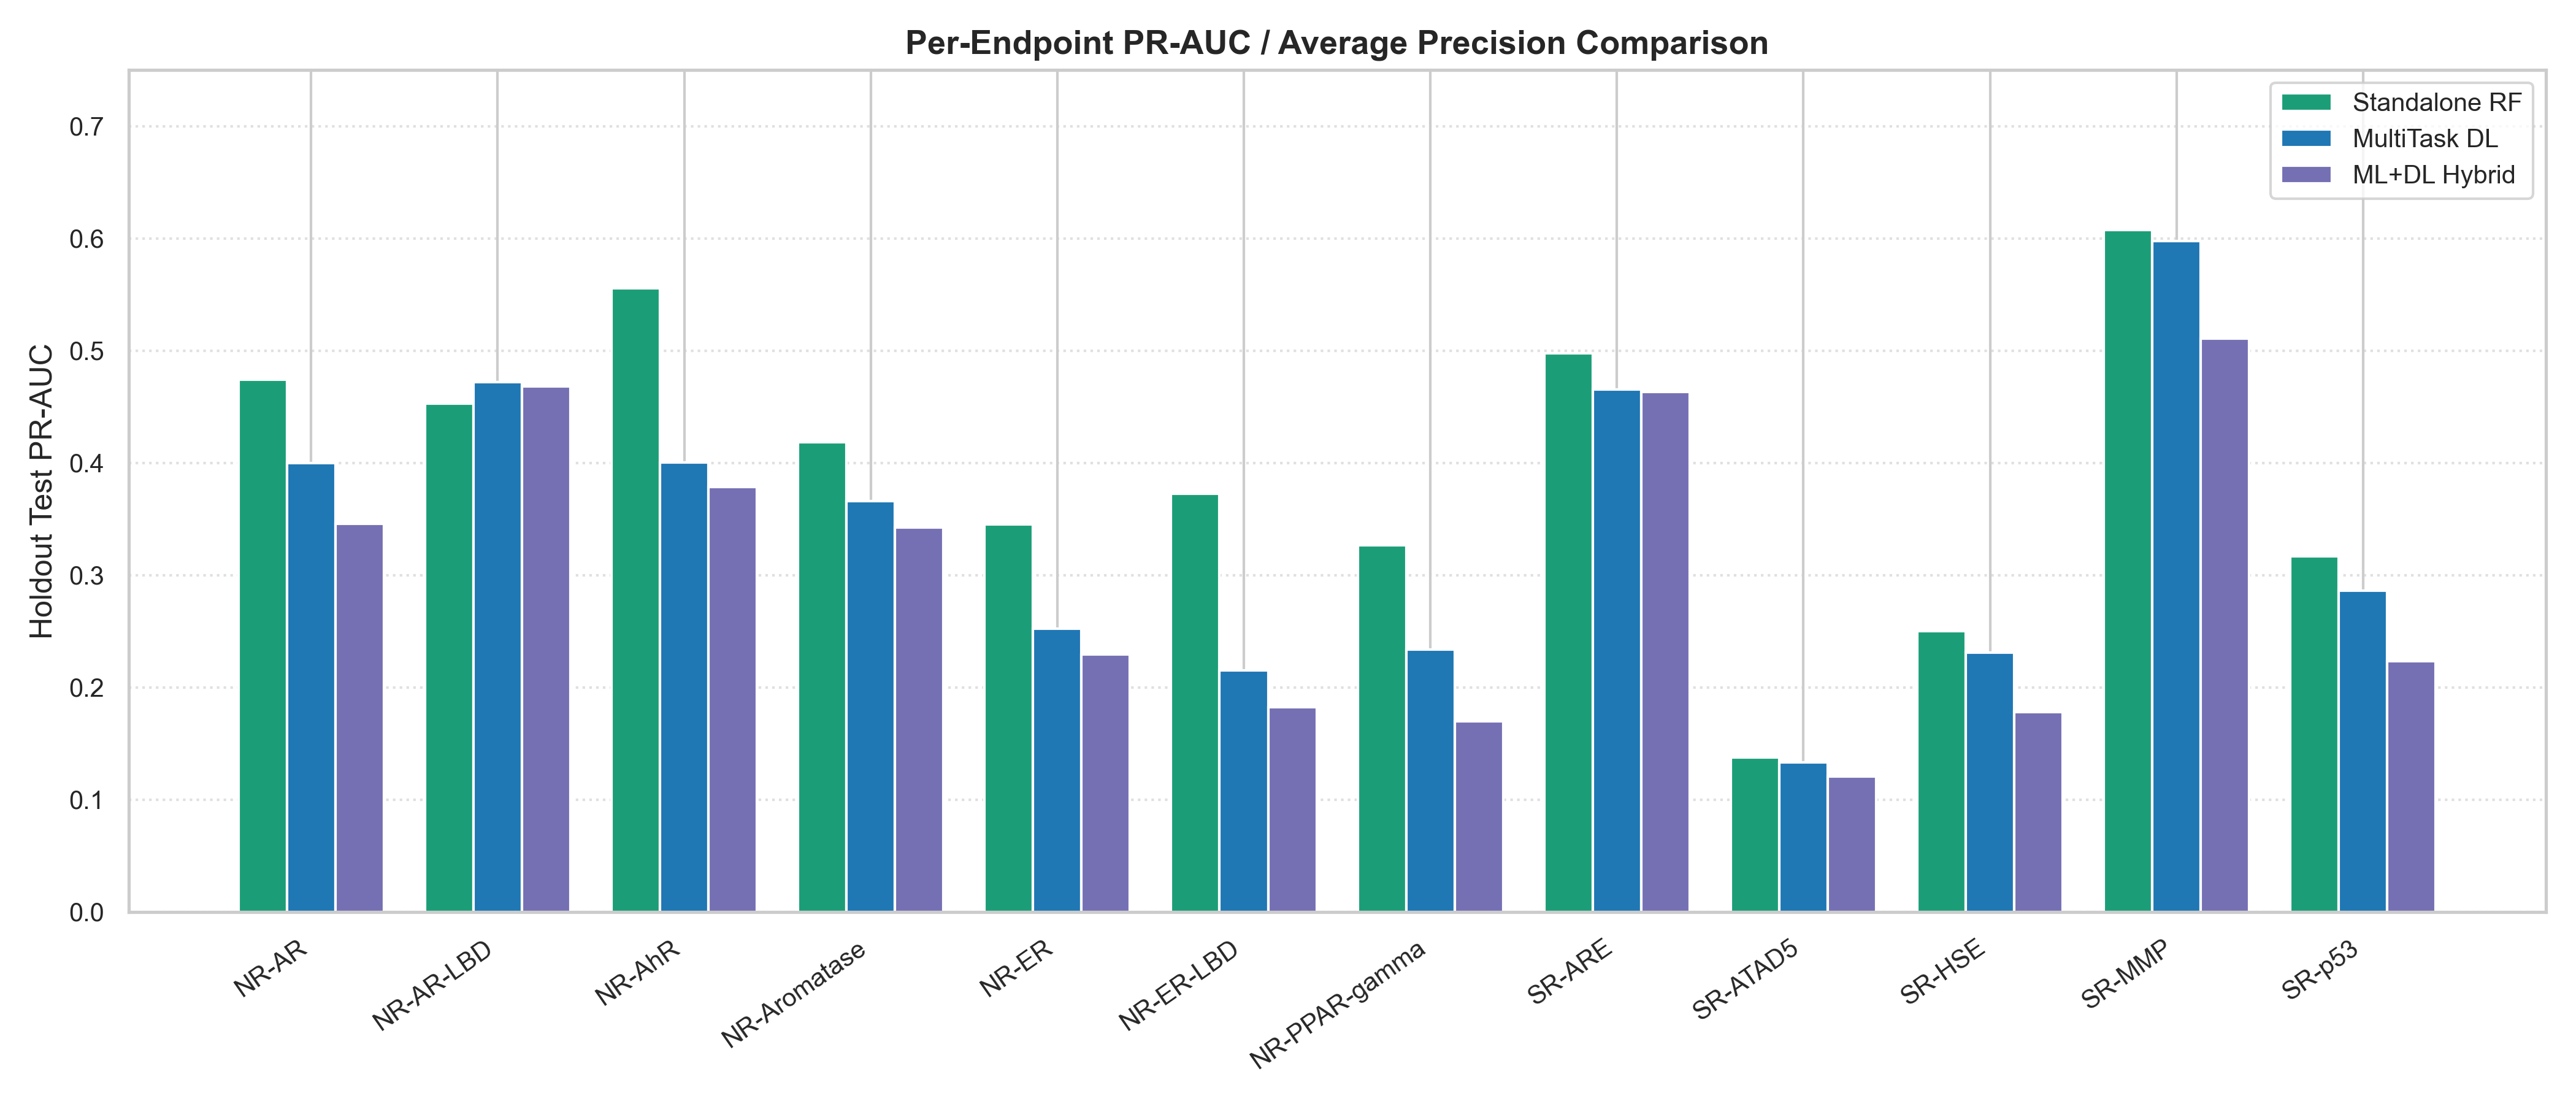 Per-Endpoint PR-AUC / Average Precision Comparison
Standalone RF
MultiTask DL
ML+DL Hybrid
Holdout Test PR-AUC
0.7
0.6
0.5
0.4
0.3
0.2
0.1
0.0
NR-AR
NR-AR-LBD
NR-AhR
NR-Aromatase
NR-ER
NR-ER-LBD
NR-PPAR-gamma
SR-ARE
SR-ATAD5
SR-HSE
SR-MMP
SR-p53